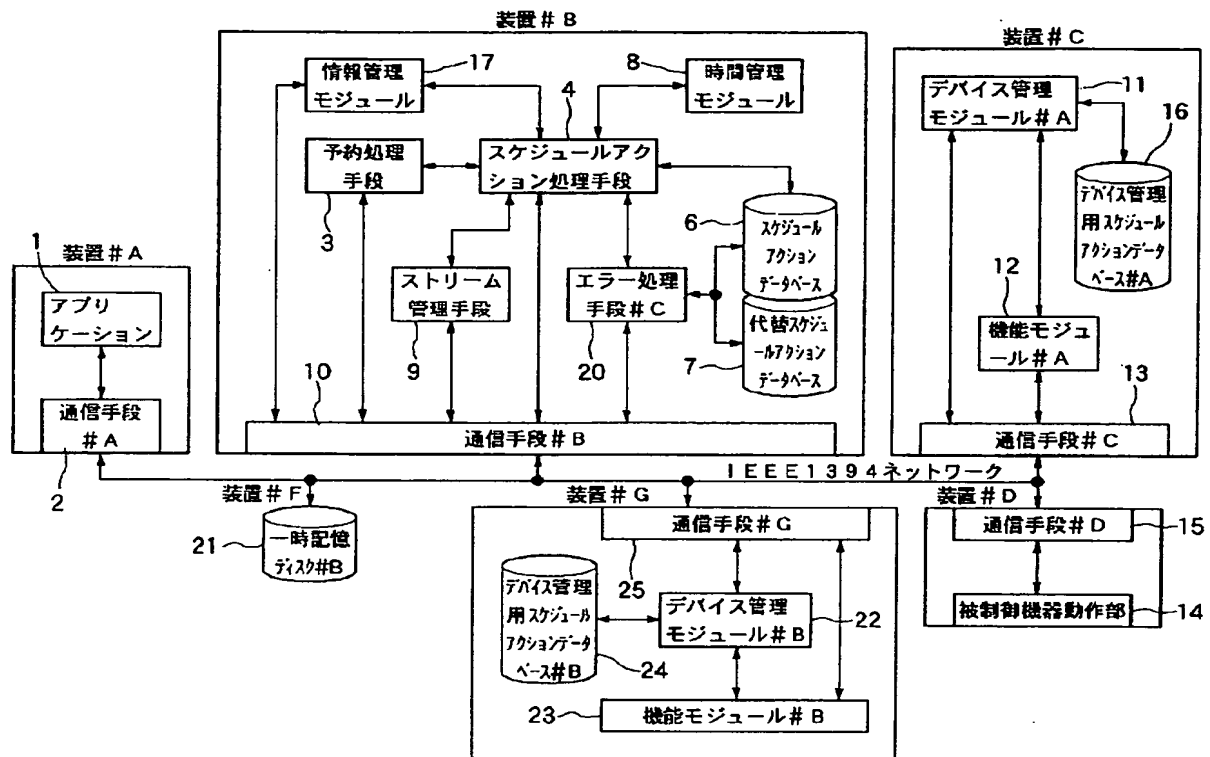 装置＃B
装置＃C
情報管理
モジュール
17
8
時間管理
モジュール
4
デバイス管理
モジュール＃A
11
16
予約処理
手段
3
スケジュールアク
ション処理手段
デバイス管理
用スケジュール
アクションデータ
ベース#A
6
スケジュール
アクション
データベース
装置＃A
1
アプリ
ケーション
ストリーム
管理手段
9
エラー処理
手段＃C
20
代替スケジュ
ールアクション
データベース
7
12
機能モジュ
ール＃A
10
13
通信手段
＃A
2
通信手段＃B
通信手段＃C
IEEE1394ネットワーク
装置＃F
装置＃G
装置＃D
21
一時記憶
ディスク#B
通信手段＃G
25
通信手段＃D
15
デバイス管理
用スケジュール
アクションデータ
ベース#B
24
デバイス管理
モジュール＃B
22
被制御機器動作部
14
23
機能モジュール＃B